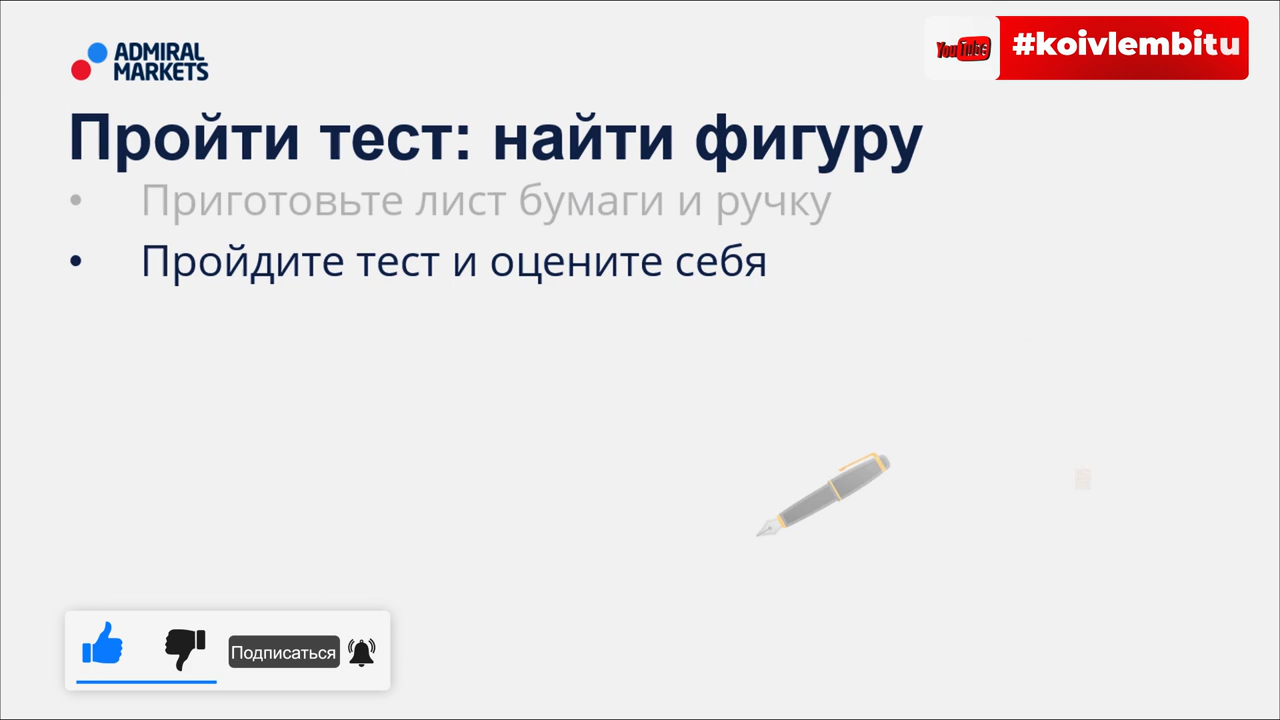 ADMIRAL
MARKETS
YouTube
#koivlembitu
Пройти тест: найти фигуру
• Приготовьте лист бумаги и ручку
• Пройдите тест и оцените себя
Подписаться